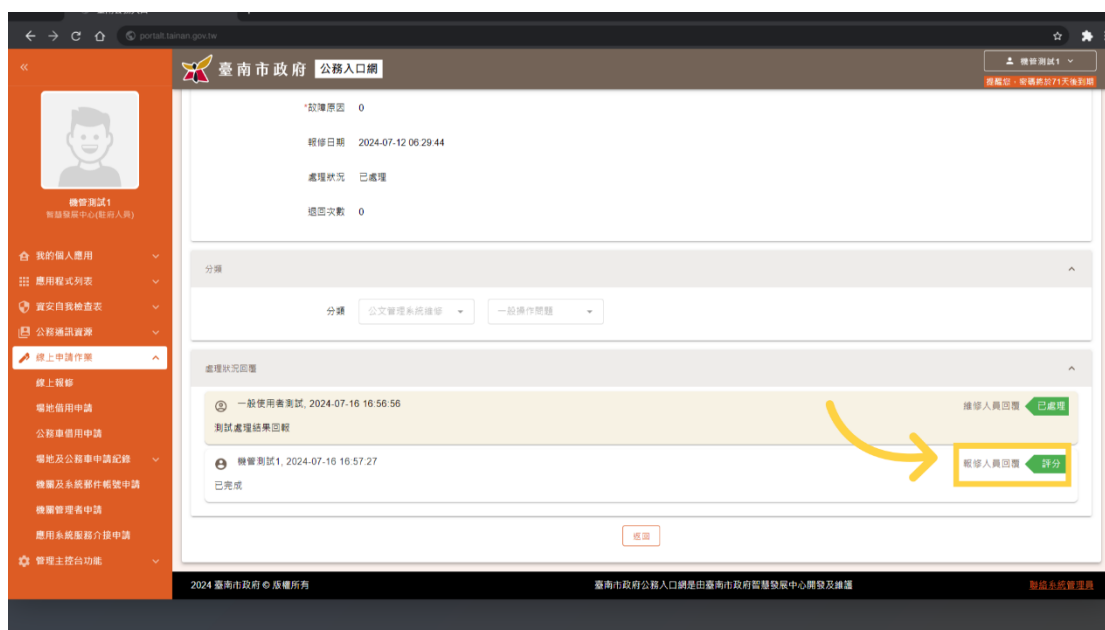 portalt.tainan.gov.tw
臺南市政府 公務入口網
機管測試1
提醒您，密碼將於71天後到期
機管測試1
智慧發展中心(駐府人員)
我的個人應用
應用程式列表
資安自我檢查表
公務通訊資源
線上申請作業
線上報修
場地借用申請
公務車借用申請
場地及公務車申請紀錄
機關及系統郵件帳號申請
機關管理者申請
應用系統服務介接申請
管理主控台功能
*故障原因 0
報修日期 2024-07-12 06:29:44
處理狀況 已處理
退回次數 0
分類
分類 公文管理系統維修 一般操作問題
處理狀況回覆
一般使用者測試, 2024-07-16 16:56:56
維修人員回覆 已處理
測試處理結果回報
機管測試1, 2024-07-16 16:57:27
報修人員回覆 評分
已完成
返回
2024 臺南市政府 © 版權所有
臺南市政府公務入口網是由臺南市政府智慧發展中心開發及維護
聯絡系統管理員